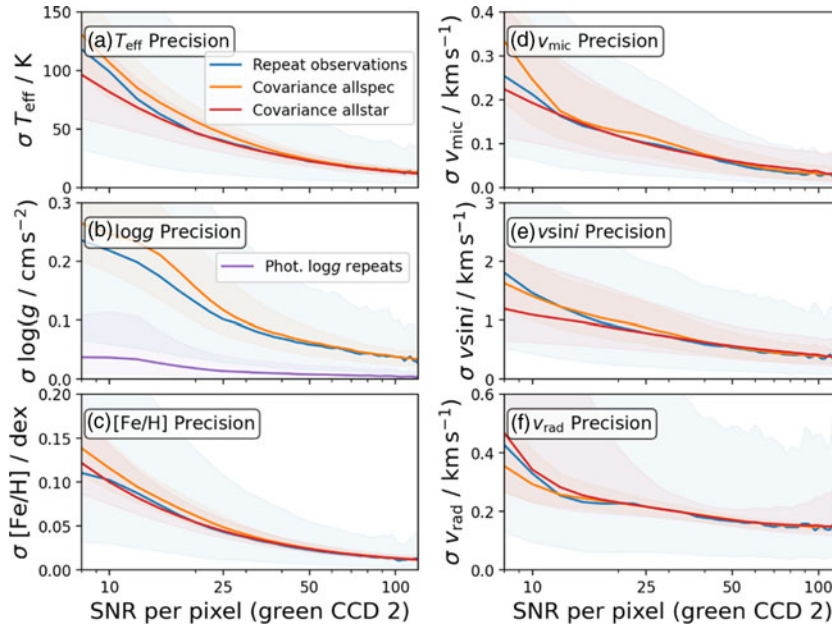 (a) T_eff Precision
σ T_eff / K
150
100
50
0
Repeat observations
Covariance allspec
Covariance allstar
(b) logg Precision
σ log(g / cm s⁻²)
0.3
0.2
0.1
0.0
Phot. logg repeats
(c) [Fe/H] Precision
σ [Fe/H] / dex
0.20
0.15
0.10
0.05
0.00
10
25
50
100
SNR per pixel (green CCD 2)
(d) v_mic Precision
σ v_mic / km s⁻¹
0.4
0.3
0.2
0.1
0.0
(e) vsini Precision
σ vsini / km s⁻¹
3
2
1
0
(f) v_rad Precision
σ v_rad / km s⁻¹
0.6
0.4
0.2
0.0
10
25
50
100
SNR per pixel (green CCD 2)